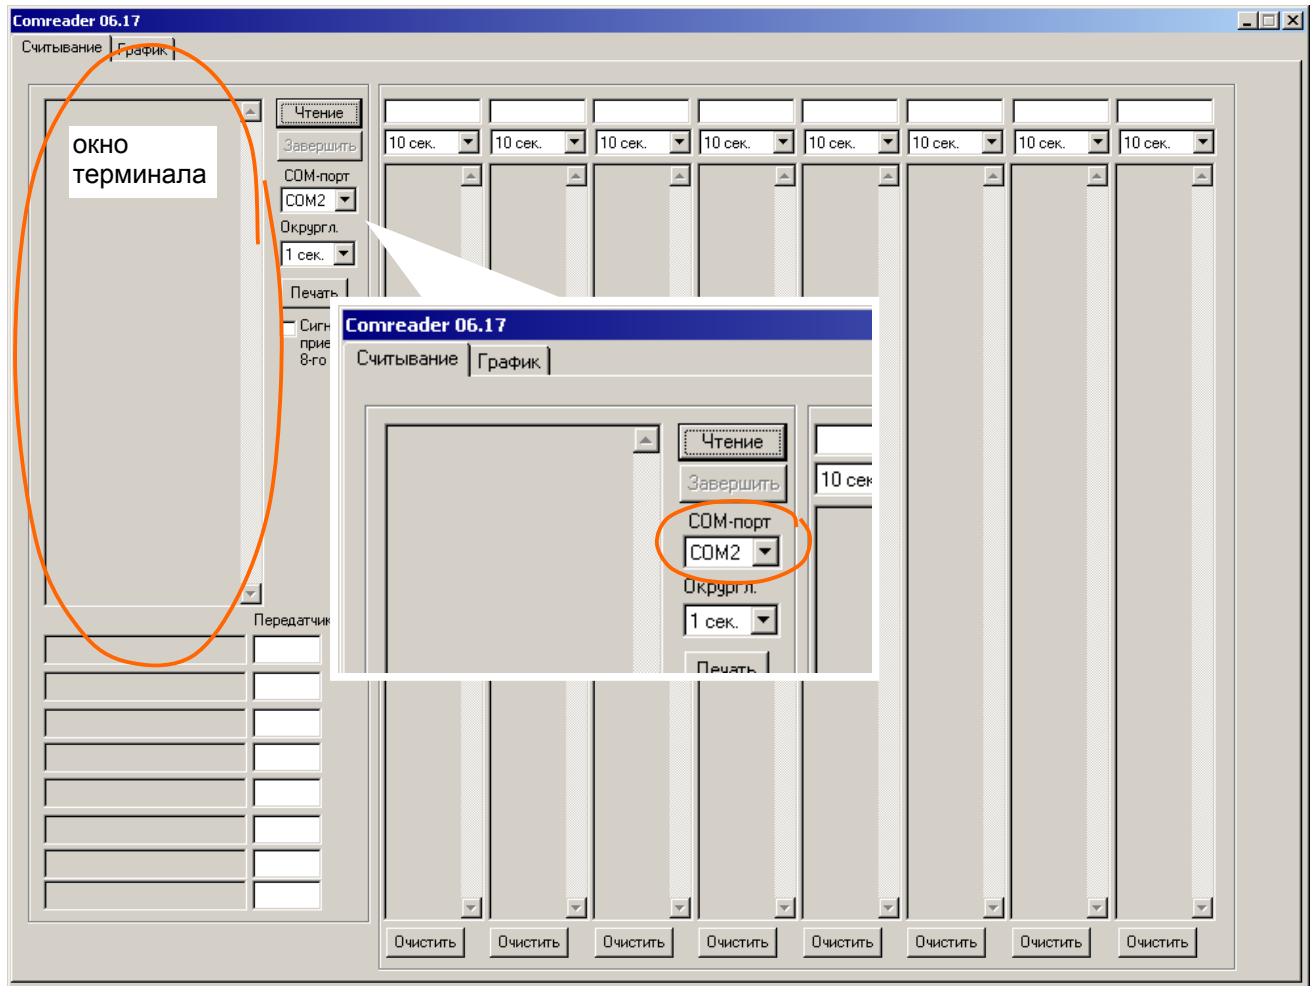 Comreader 06.17
Считывание График
окно
терминала
Чтение
Завершить
COM-порт
COM2
Округл.
1 сек.
Печать
Сигн
прие
8-го
Передатчик
10 сек. 10 сек. 10 сек. 10 сек. 10 сек. 10 сек. 10 сек. 10 сек.
Comreader 06.17
Считывание График
Чтение
Завершить
10 сек
COM-порт
COM2
Округл.
1 сек.
Печать
Очистить Очистить Очистить Очистить Очистить Очистить Очистить Очистить